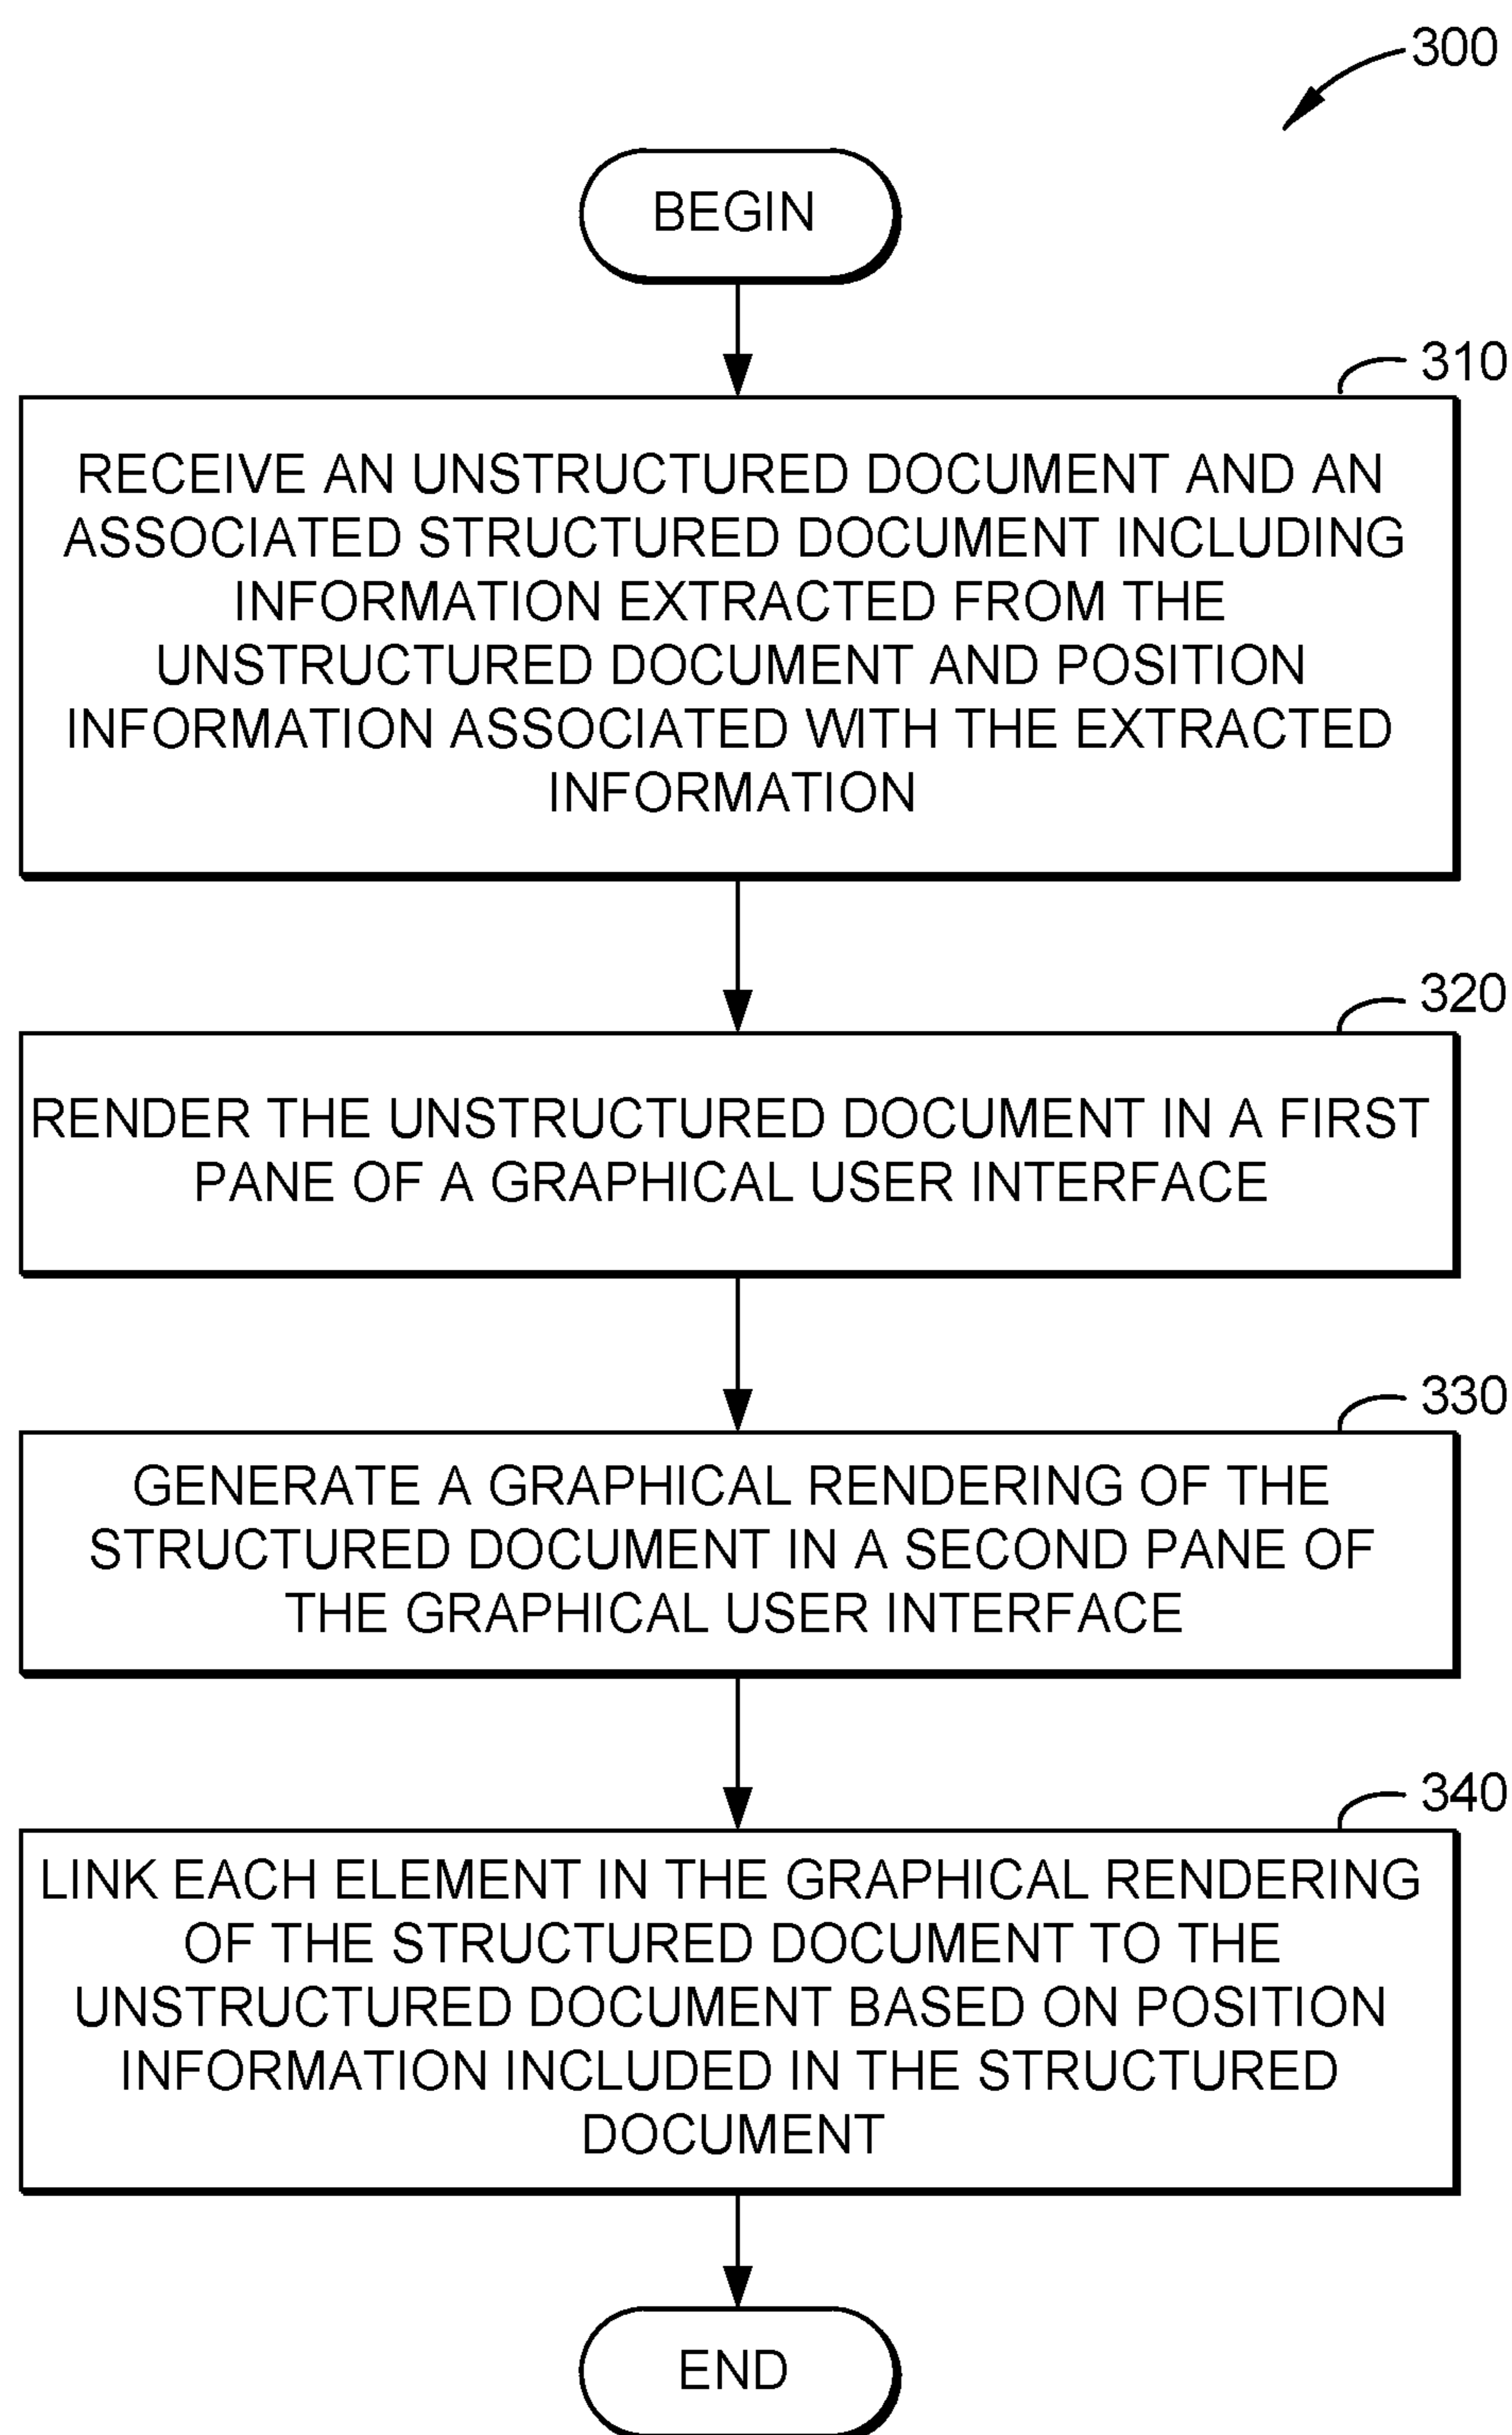 300
BEGIN
310
RECEIVE AN UNSTRUCTURED DOCUMENT AND AN
ASSOCIATED STRUCTURED DOCUMENT INCLUDING
INFORMATION EXTRACTED FROM THE
UNSTRUCTURED DOCUMENT AND POSITION
INFORMATION ASSOCIATED WITH THE EXTRACTED
INFORMATION
320
RENDER THE UNSTRUCTURED DOCUMENT IN A FIRST
PANE OF A GRAPHICAL USER INTERFACE
330
GENERATE A GRAPHICAL RENDERING OF THE
STRUCTURED DOCUMENT IN A SECOND PANE OF
THE GRAPHICAL USER INTERFACE
340
LINK EACH ELEMENT IN THE GRAPHICAL RENDERING
OF THE STRUCTURED DOCUMENT TO THE
UNSTRUCTURED DOCUMENT BASED ON POSITION
INFORMATION INCLUDED IN THE STRUCTURED
DOCUMENT
END